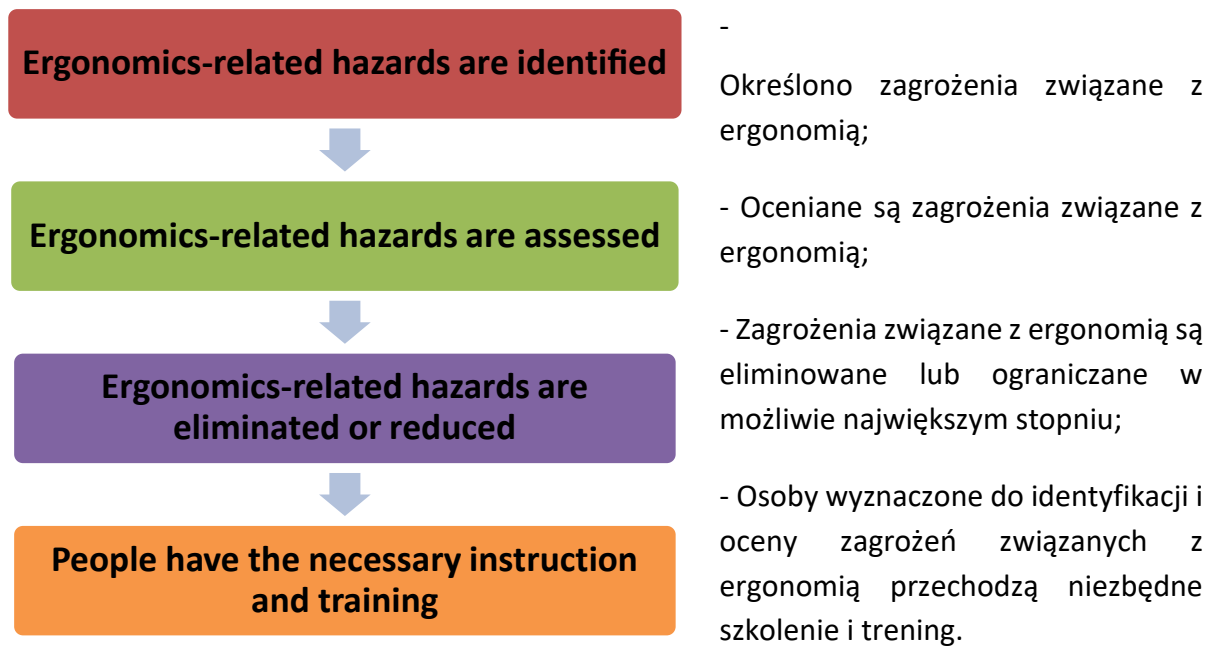 Ergonomics-related hazards are identified
Ergonomics-related hazards are assessed
Ergonomics-related hazards are
eliminated or reduced
People have the necessary instruction
and training
-
Określono zagrożenia związane z
ergonomią;
- Oceniane są zagrożenia związane z
ergonomią;
- Zagrożenia związane z ergonomią są
eliminowane lub ograniczane w
możliwie największym stopniu;
- Osoby wyznaczone do identyfikacji i
oceny zagrożeń związanych z
ergonomią przechodzą niezbędne
szkolenie i trening.